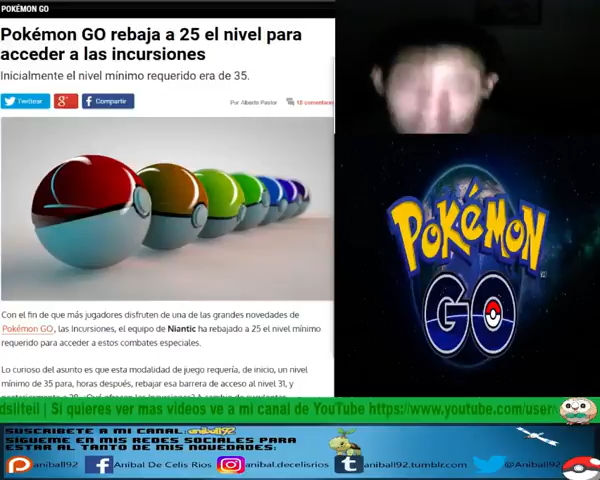 POKÉMON GO
Pokémon GO rebaja a 25 el nivel para
acceder a las incursiones
Inicialmente el nivel mínimo requerido era de 35.
Twittear
g+
f Compartir
Por Alberto Pastor
18 comentarios
POKÉMON
GO
Con el fin de que más jugadores disfruten de una de las grandes novedades de
Pokémon GO, las Incursiones, el equipo de Niantic ha rebajado a 25 el nivel mínimo
requerido para acceder a estos combates especiales.
Lo curioso del asunto es que esta modalidad de juego requería, de inicio, un nivel
mínimo de 35 para, horas después, rebajar esa barrera de acceso al nivel 31, y
dsliteil | Si quieres ver mas videos ve a mi canal de YouTube https://www.youtube.com/user
SUSCRIBETE A MI CANAL: aniball92
SÍGUEME EN MIS REDES SOCIALES PARA
ESTAR AL TANTO DE MIS NOVEDADES:
aniball92
Anibal De Celis Rios
anibal.decelisrios
aniball92.tumblr.com
@Aniball92